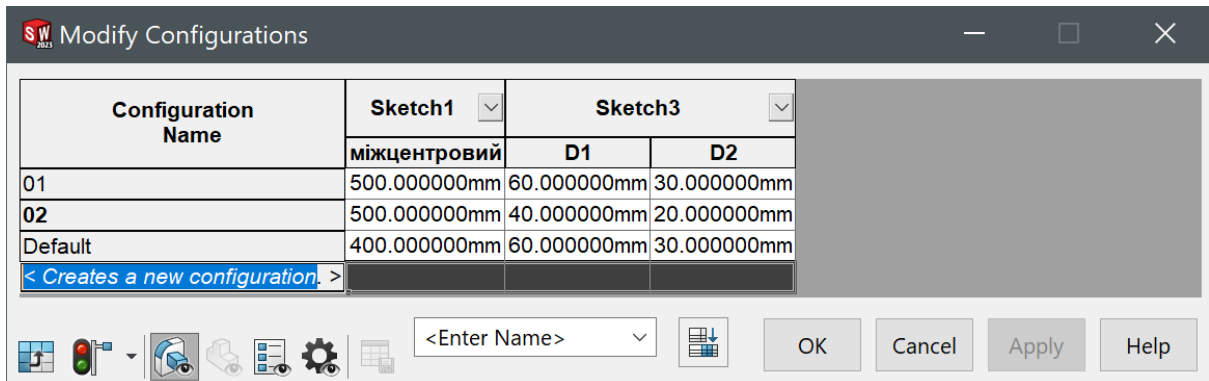 SW 2023 Modify Configurations
Configuration Name Sketch1 Sketch3
міжцентровий D1 D2
01 500.000000mm 60.000000mm 30.000000mm
02 500.000000mm 40.000000mm 20.000000mm
Default 400.000000mm 60.000000mm 30.000000mm
< Creates a new configuration. >
<Enter Name> OK Cancel Apply Help